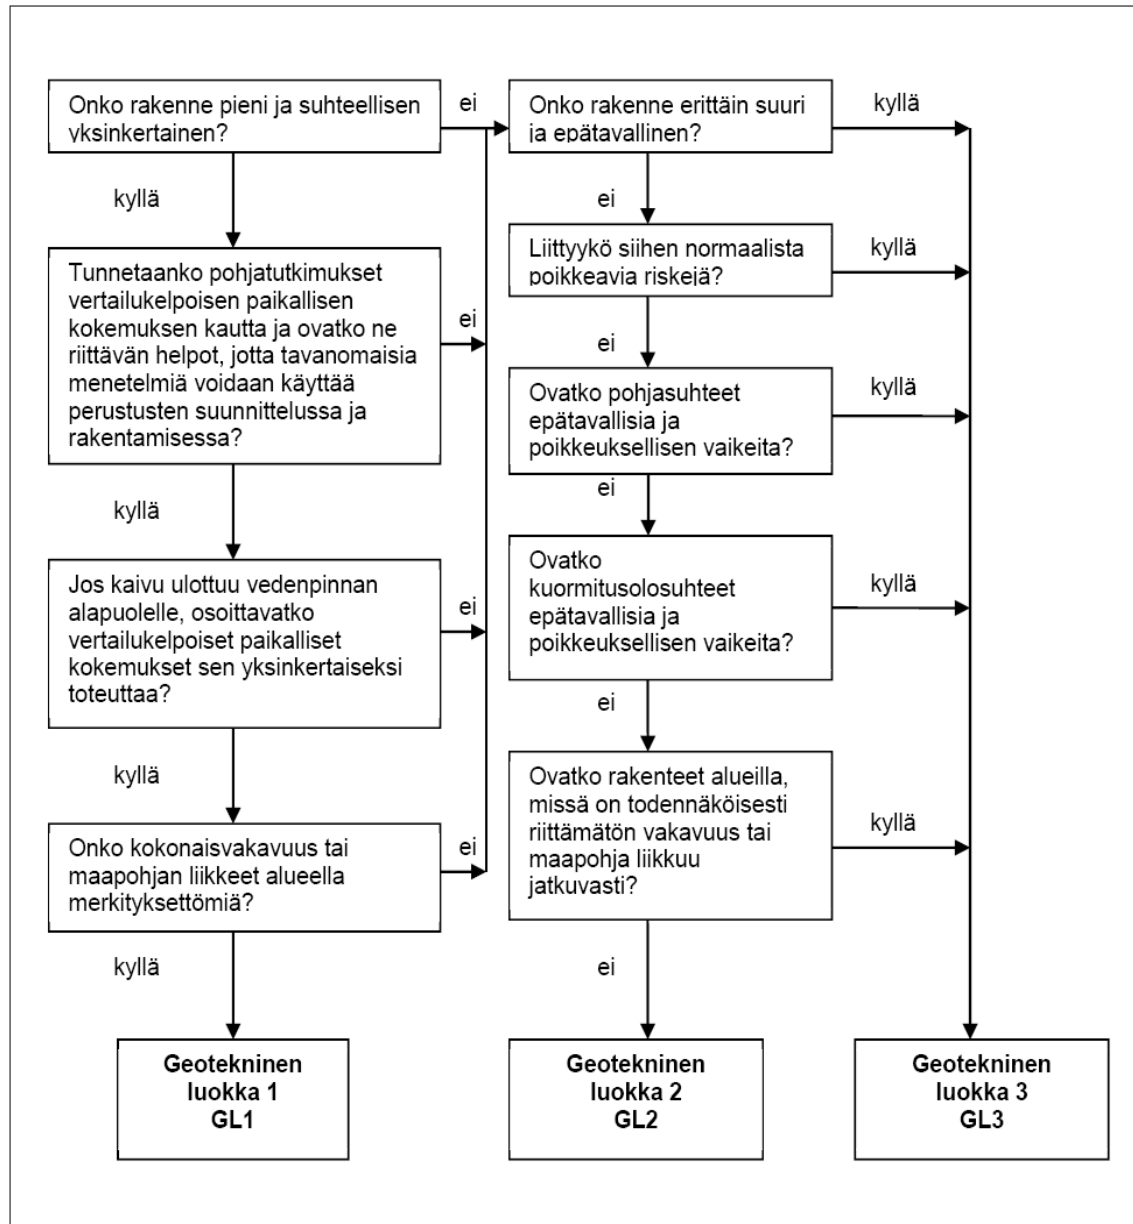 Onko rakenne pieni ja suhteellisen
yksinkertainen?
ei
kyllä
Tunnetaanko pohjatutkimukset
vertailukelpoisen paikallisen
kokemuksen kautta ja ovatko ne
riittävän helpot, jotta tavanomaisia
menetelmiä voidaan käyttää
perustusten suunnittelussa ja
rakentamisessa?
ei
kyllä
Jos kaivu ulottuu vedenpinnan
alapuolelle, osoittavatko
vertailukelpoiset paikalliset
kokemukset sen yksinkertaiseksi
toteuttaa?
ei
kyllä
Onko kokonaisvakavuus tai
maapohjan liikkeet alueella
merkityksettömiä?
ei
kyllä
Geotekninen
luokka 1
GL1
Onko rakenne erittäin suuri
ja epätavallinen?
kyllä
ei
Liittyykö siihen normaalista
poikkeavia riskejä?
kyllä
ei
Ovatko pohjasuhteet
epätavallisia ja
poikkeuksellisen vaikeita?
kyllä
ei
Ovatko
kuormitusolosuhteet
epätavallisia ja
poikkeuksellisen vaikeita?
kyllä
ei
Ovatko rakenteet alueilla,
missä on todennäköisesti
riittämätön vakavuus tai
maapohja liikkuu
jatkuvasti?
kyllä
ei
Geotekninen
luokka 2
GL2
Geotekninen
luokka 3
GL3